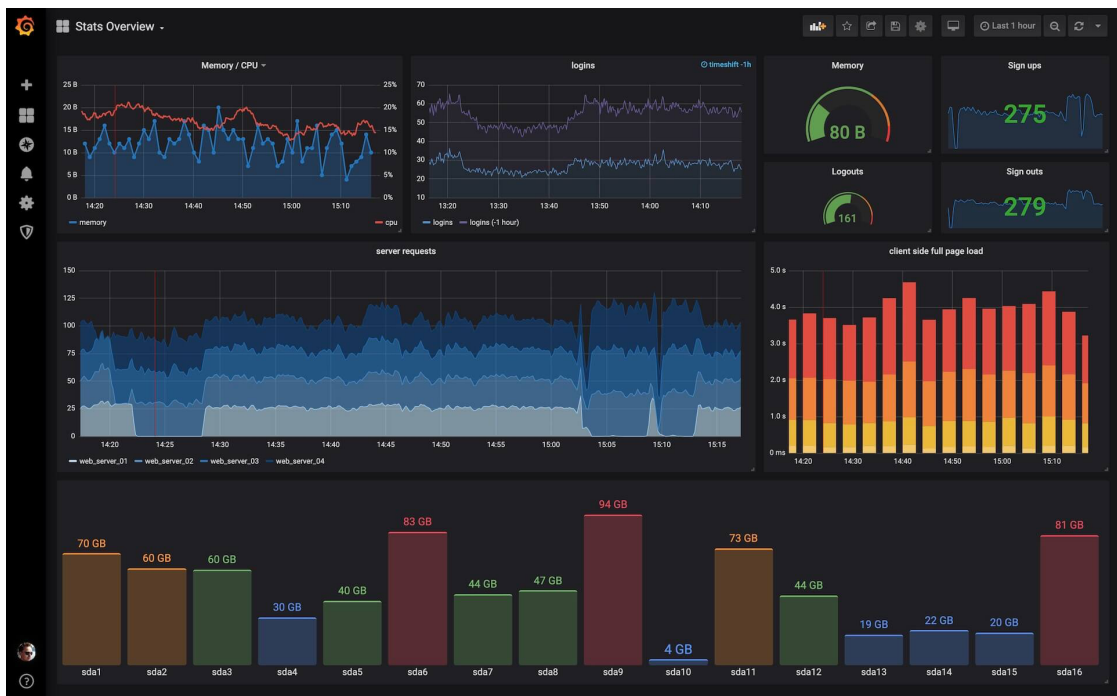 Stats Overview
Last 1 hour
Memory / CPU
25 B
20 B
15 B
10 B
5 B
0 B
25%
20%
15%
10%
5%
0%
14:20 14:30 14:40 14:50 15:00 15:10
memory
cpu
logins
timeshift -1h
70
60
50
40
30
20
10
13:20 13:30 13:40 13:50 14:00 14:10
logins logins (-1 hour)
Memory
80 B
Sign ups
275
Logouts
161
Sign outs
279
server requests
150
125
100
75
50
25
0
14:20 14:25 14:30 14:35 14:40 14:45 14:50 14:55 15:00 15:05 15:10 15:15
web_server_01 web_server_02 web_server_03 web_server_04
client side full page load
5.0 s
4.0 s
3.0 s
2.0 s
1.0 s
0 ms
14:20 14:30 14:40 14:50 15:00 15:10
70 GB 60 GB 60 GB 30 GB 40 GB 83 GB 44 GB 47 GB 94 GB 4 GB 73 GB 44 GB 19 GB 22 GB 20 GB 81 GB
sda1 sda2 sda3 sda4 sda5 sda6 sda7 sda8 sda9 sda10 sda11 sda12 sda13 sda14 sda15 sda16